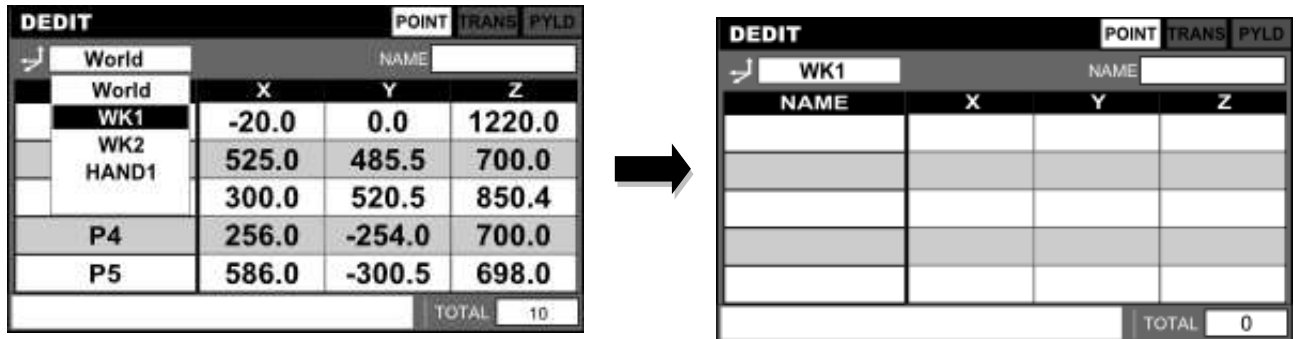 DEDIT POINT TRANS PYLD
World NAME
World X Y Z
WK1 -20.0 0.0 1220.0
WK2
HAND1 525.0 485.5 700.0
300.0 520.5 850.4
P4 256.0 -254.0 700.0
P5 586.0 -300.5 698.0
TOTAL 10
DEDIT POINT TRANS PYLD
WK1 NAME
NAME X Y Z
TOTAL 0